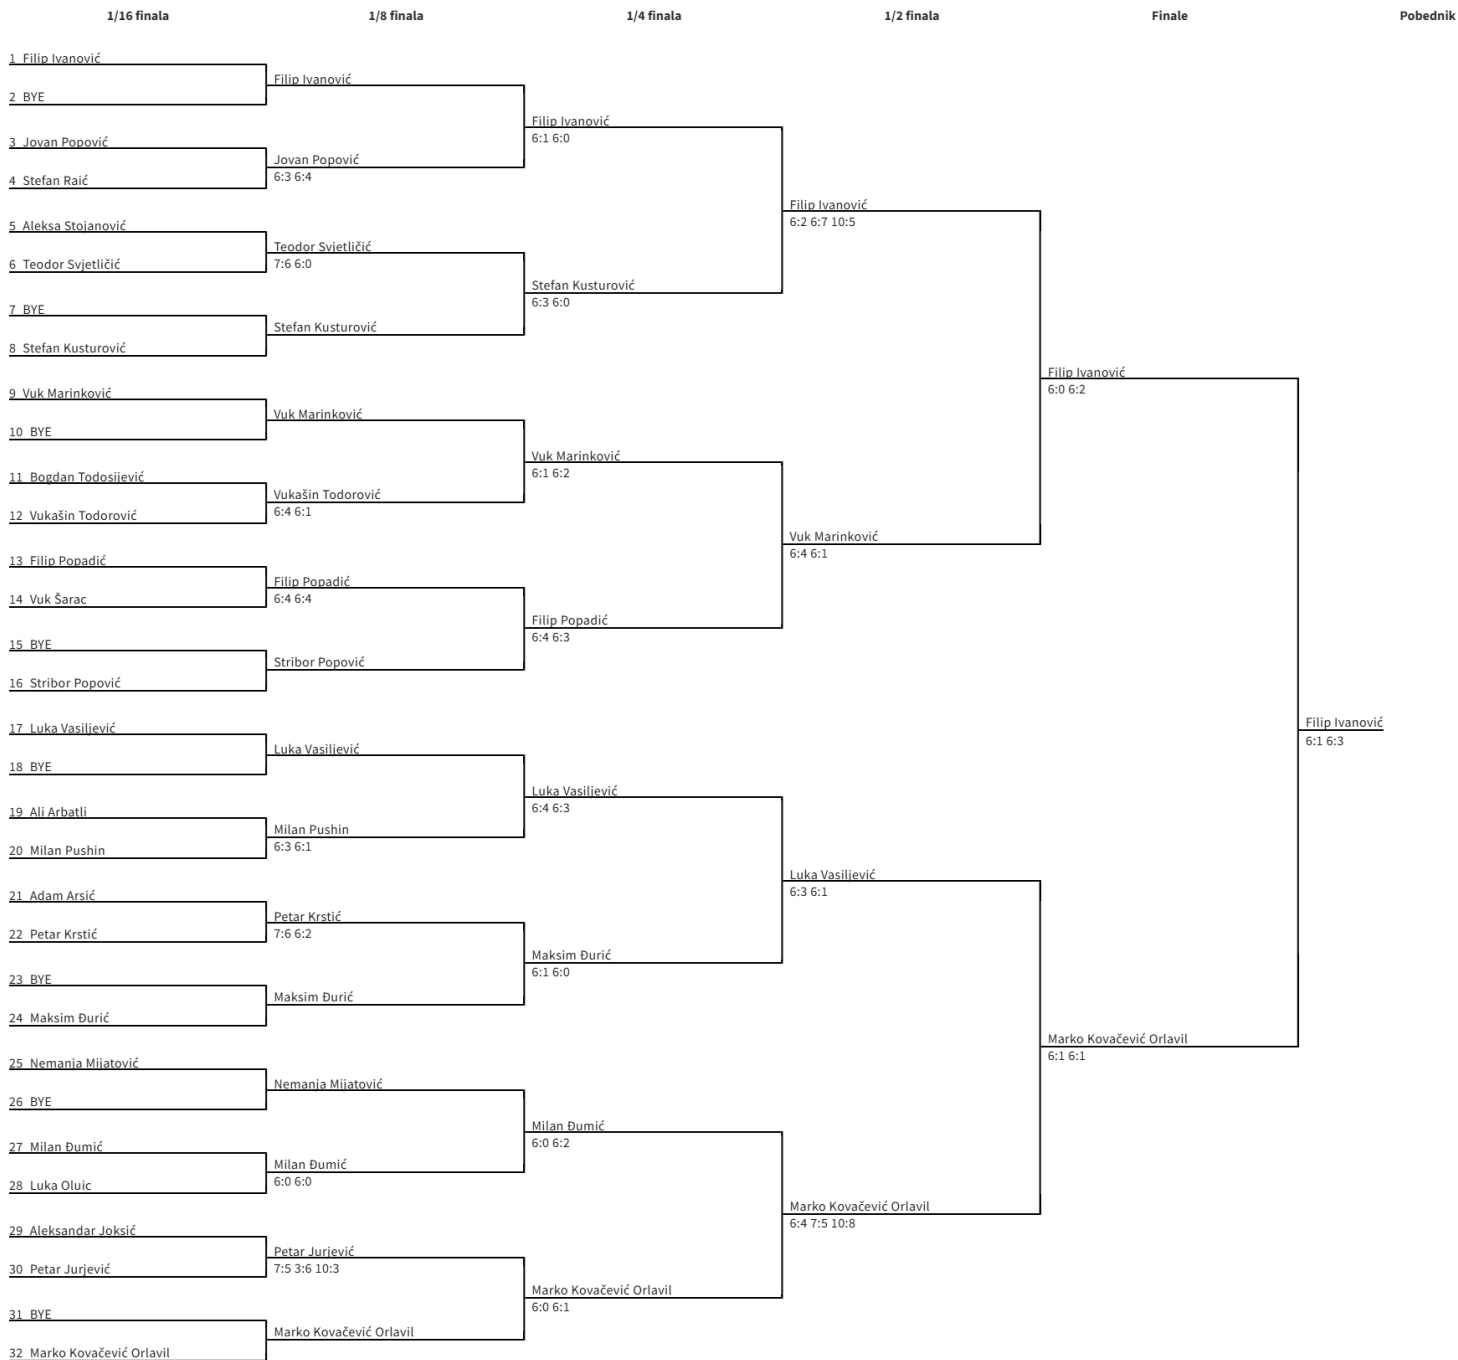 1/16 finala 1/8 finala 1/4 finala 1/2 finala Finale Pobednik
1 Filip Ivanović
Filip Ivanović
2 BYE
Filip Ivanović
6:1 6:0
3 Jovan Popović
Jovan Popović
6:3 6:4
4 Stefan Raić
Filip Ivanović
6:2 6:7 10:5
5 Aleksa Stojanović
Teodor Svjetličić
7:6 6:0
6 Teodor Svjetličić
Stefan Kusturović
6:3 6:0
7 BYE
Stefan Kusturović
8 Stefan Kusturović
Filip Ivanović
6:0 6:2
9 Vuk Marinković
Vuk Marinković
10 BYE
Vuk Marinković
6:1 6:2
11 Bogdan Todosijević
Vukašin Todorović
6:4 6:1
12 Vukašin Todorović
Vuk Marinković
6:4 6:1
13 Filip Popadić
Filip Popadić
6:4 6:4
14 Vuk Šarac
Filip Popadić
6:4 6:3
15 BYE
Stribor Popović
16 Stribor Popović
Filip Ivanović
6:1 6:3
17 Luka Vasiljević
Luka Vasiljević
18 BYE
Luka Vasiljević
6:4 6:3
19 Ali Arbatli
Milan Pushin
6:3 6:1
20 Milan Pushin
Luka Vasiljević
6:3 6:1
21 Adam Arsić
Petar Krstić
7:6 6:2
22 Petar Krstić
Maksim Đurić
6:1 6:0
23 BYE
Maksim Đurić
24 Maksim Đurić
Marko Kovačević Orlavil
6:1 6:1
25 Nemanja Mijatović
Nemanja Mijatović
26 BYE
Milan Đumić
6:0 6:2
27 Milan Đumić
Milan Đumić
6:0 6:0
28 Luka Oluic
Marko Kovačević Orlavil
6:4 7:5 10:8
29 Aleksandar Joksić
Petar Jurjević
7:5 3:6 10:3
30 Petar Jurjević
Marko Kovačević Orlavil
6:0 6:1
31 BYE
Marko Kovačević Orlavil
32 Marko Kovačević Orlavil